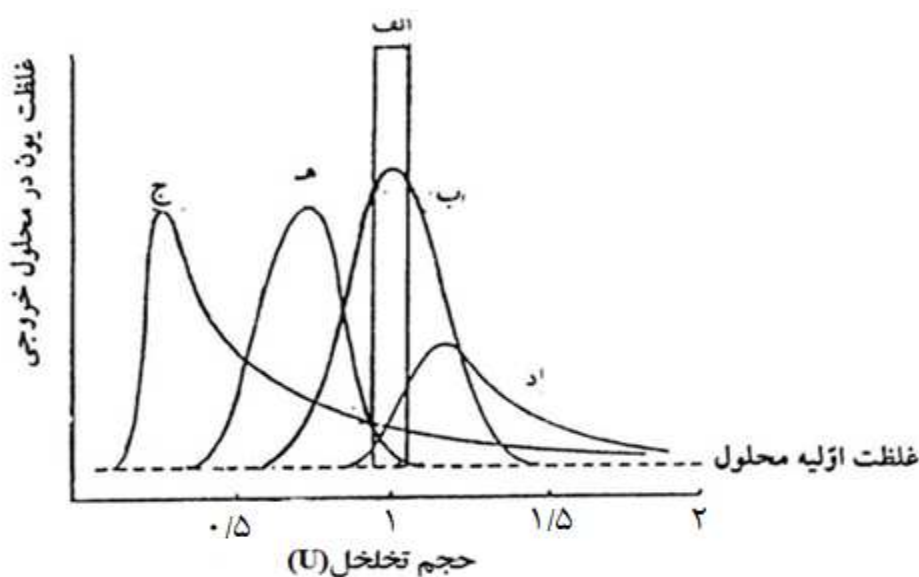 الف
ج
هـ
ب
د
غلظت یون در محلول خروجی
غلظت اوّلیه محلول
۰/۵
۱
۱/۵
۲
حجم تخلخل(U)